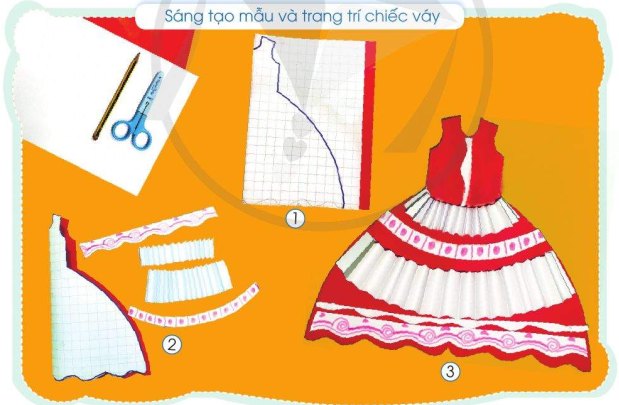 Sáng tạo mẫu và trang trí chiếc váy
1
2
3